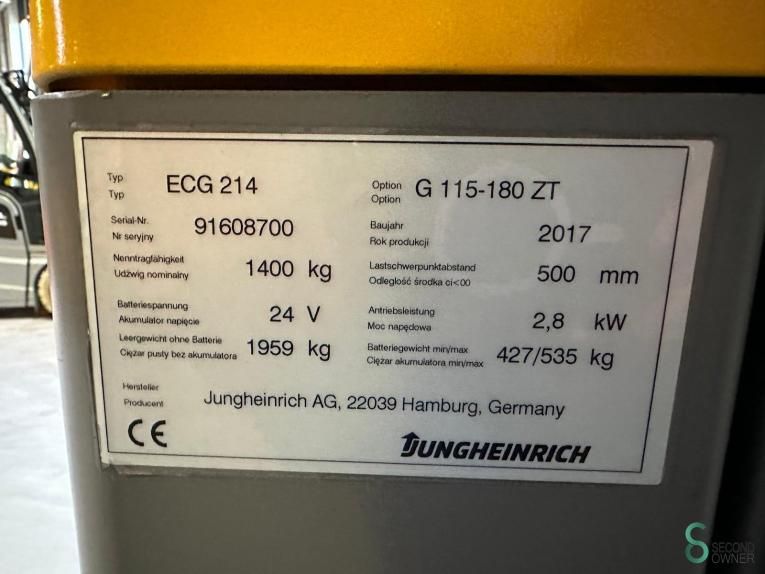 Typ ECG 214 Option G 115-180 ZT
Typ Option
Serial-Nr. 91608700 Baujahr 2017
Nr seryjny Rok produkcji
Nenntragfähigkeit 1400 kg Lastschwerpunktabstand 500 mm
Udźwig nominalny Odległość środka ci<00
Batteriespannung 24 V Antriebsleistung 2,8 kW
Akumulator napięcie Moc napędowa
Leergewicht ohne Batterie 1959 kg Batteriegewicht min/max 427/535 kg
Ciężar pusty bez akumulatora Ciężar akumulatora min/max
Hersteller Jungheinrich AG, 22039 Hamburg, Germany
Producent
CE JUNGHEINRICH
SECOND
OWNER